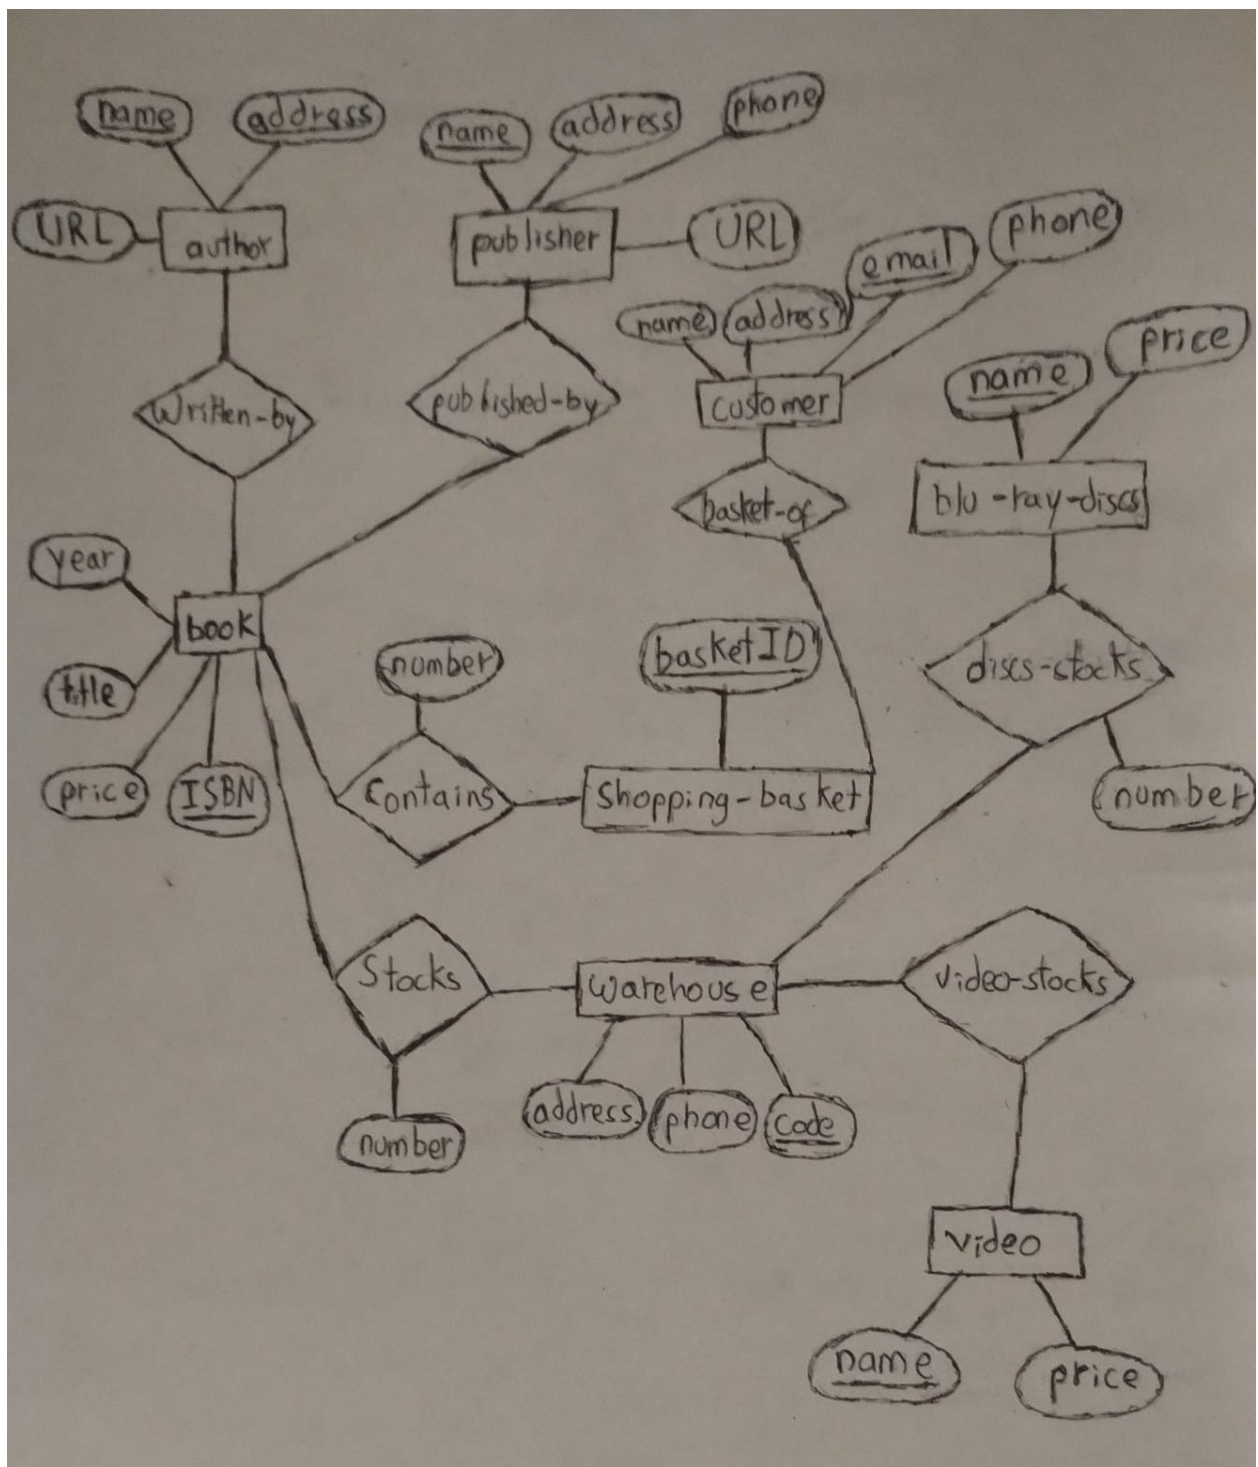 name
address
name
address
phone
URL
author
publisher
URL
email
phone
name
address
customer
name
price
Written-by
published-by
basket-of
blu-ray-discs
year
book
title
price
ISBN
number
Contains
basketID
Shopping-basket
discs-stocks
number
Stocks
number
Warehouse
address
phone
code
video-stocks
video
name
price